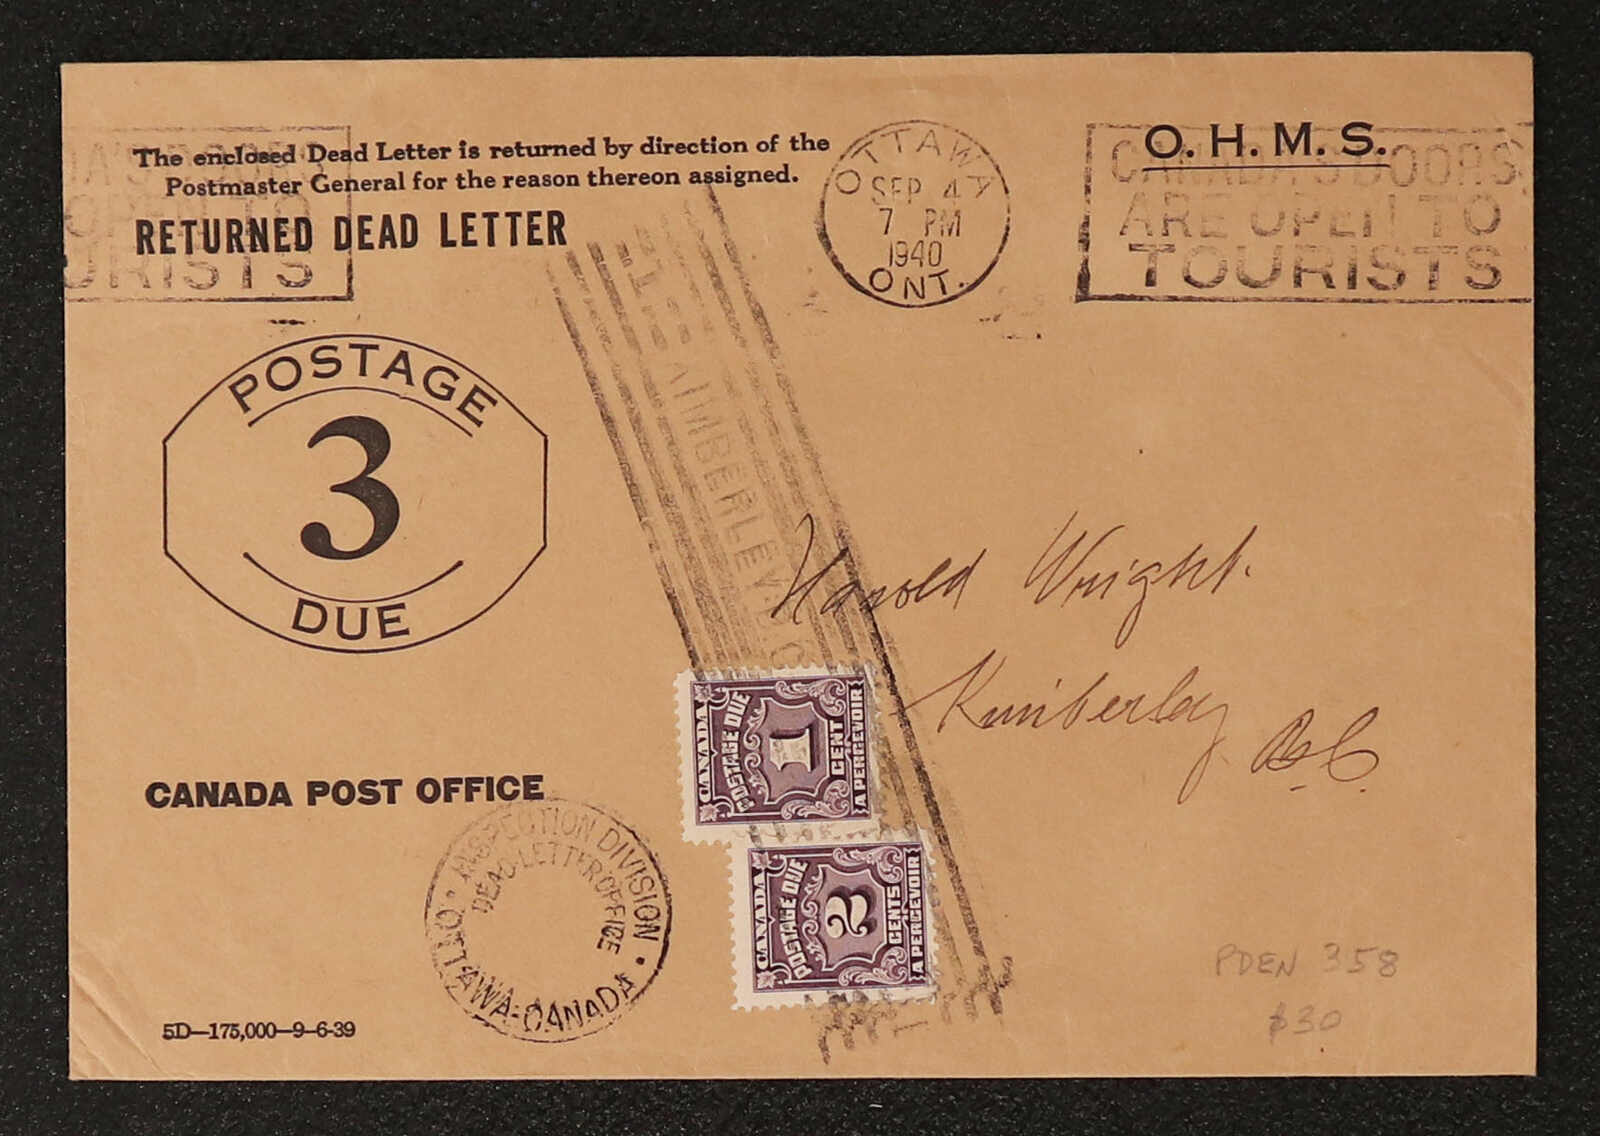 The enclosed Dead Letter is returned by direction of the
Postmaster General for the reason thereon assigned.
RETURNED DEAD LETTER
OPEN TO
URISTS
OTTAWA
SEP 4
7 PM
1940
ONT.
O. H. M. S.
CANADA'S DOORS
ARE OPEN TO
TOURISTS
POSTAGE
3
DUE
KIMBERLEY
Harold Wright.
Kimberley
B.C.
CANADA
POSTAGE DUE
1
CENT
A PERCEVOIR
CANADA
POSTAGE DUE
2
CENTS
A PERCEVOIR
CANADA POST OFFICE
INSPECTION DIVISION
DEAD LETTER OFFICE
OTTAWA-CANADA
PDEN 358
$30
5D—175,000—9-6-39